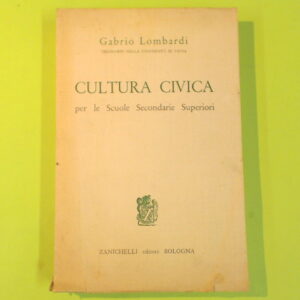 Gabrio Lombardi
CULTURA CIVICA
per le Scuole Secondarie Superiori
ZANICHELLI editore BOLOGNA